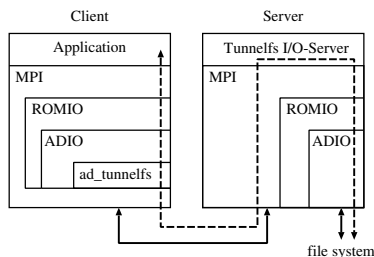 Client
Server
Application
Tunnelfs I/O-Server
MPI
MPI
ROMIO
ROMIO
ADIO
ADIO
ad_tunnelfs
file system